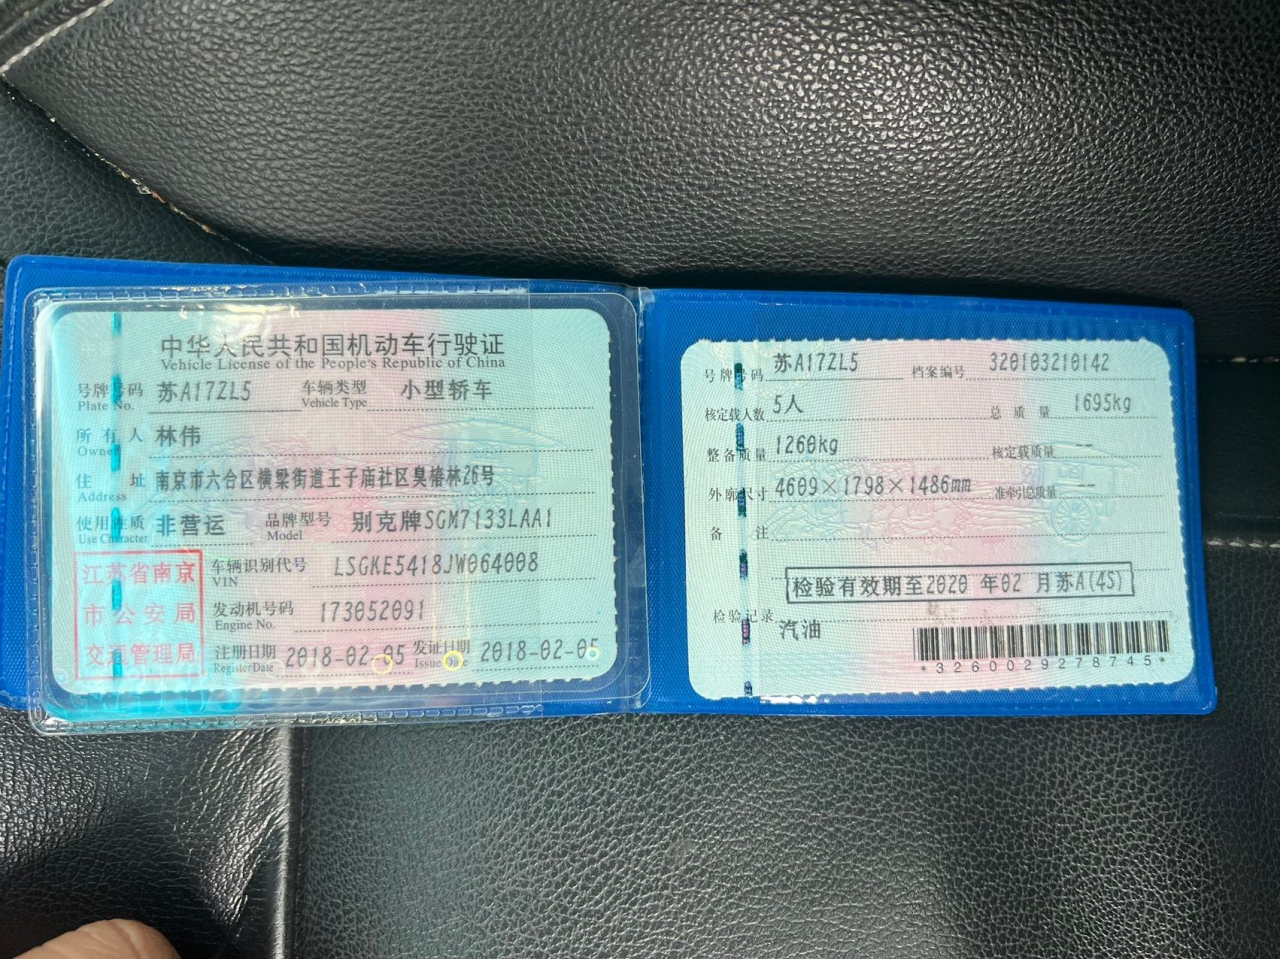 中华人民共和国机动车行驶证
Vehicle License of the People's Republic of China
号牌号码 苏A17ZL5 车辆类型 小型轿车
Plate No. Vehicle Type
所有人 林伟
Owner
住址 南京市六合区横梁街道王子庙社区臭椿林26号
Address
使用性质 非营运 品牌型号 别克牌SGM7133LAA1
Use Character Model
江苏省南京
市公安局
交通管理局
车辆识别代号 LSGKE5418JW064008
VIN
发动机号码 173052091
Engine No.
注册日期 2018-02-05 发证日期 2018-02-05
Register Date Issue Date
号牌号码 苏A17ZL5 档案编号 320103210142
核定载人数 5人 总质量 1695kg
整备质量 1260kg 核定载质量 --
外廓尺寸 4609×1798×1486mm 准牵引总质量 --
备注
检验有效期至2020 年02 月苏A(4S)
检验记录
汽油
*3260029278745*